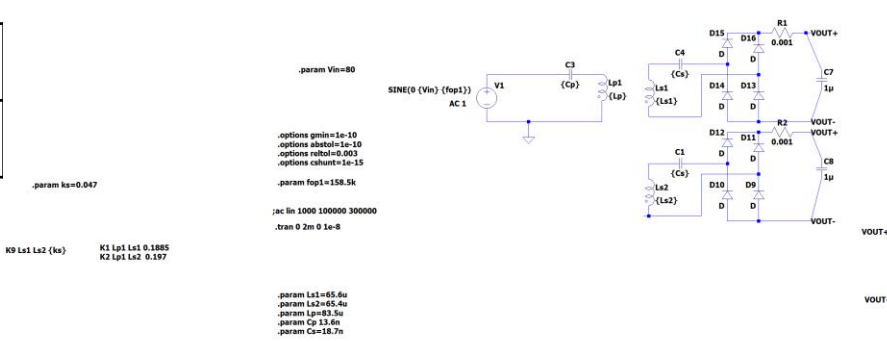 R1
0.001
VOUT+
D15
D16
D
D
C4
{Cs}
C3
{Cp}
.param Vin=80
SINE(0 {Vin} {fop1})
AC 1
V1
Lp1
{Lp}
Ls1
{Ls1}
D14
D13
D
D
C7
1µ
VOUT-
R2
0.001
VOUT+
D12
D11
D
D
C1
{Cs}
.options gmin=1e-10
.options abstol=1e-10
.options reltol=0.003
.options cshunt=1e-15
.param ks=0.047
.param fop1=158.5k
Ls2
{Ls2}
D10
D9
D
D
C8
1µ
VOUT-
;ac lin 1000 100000 300000
.tran 0 2m 0 1e-8
VOUT+
K9 Ls1 Ls2 {ks}
K1 Lp1 Ls1 0.1885
K2 Lp1 Ls2 0.197
.param Ls1=65.6u
.param Ls2=65.4u
.param Lp=83.5u
.param Cp 13.6n
.param Cs=18.7n
VOUT